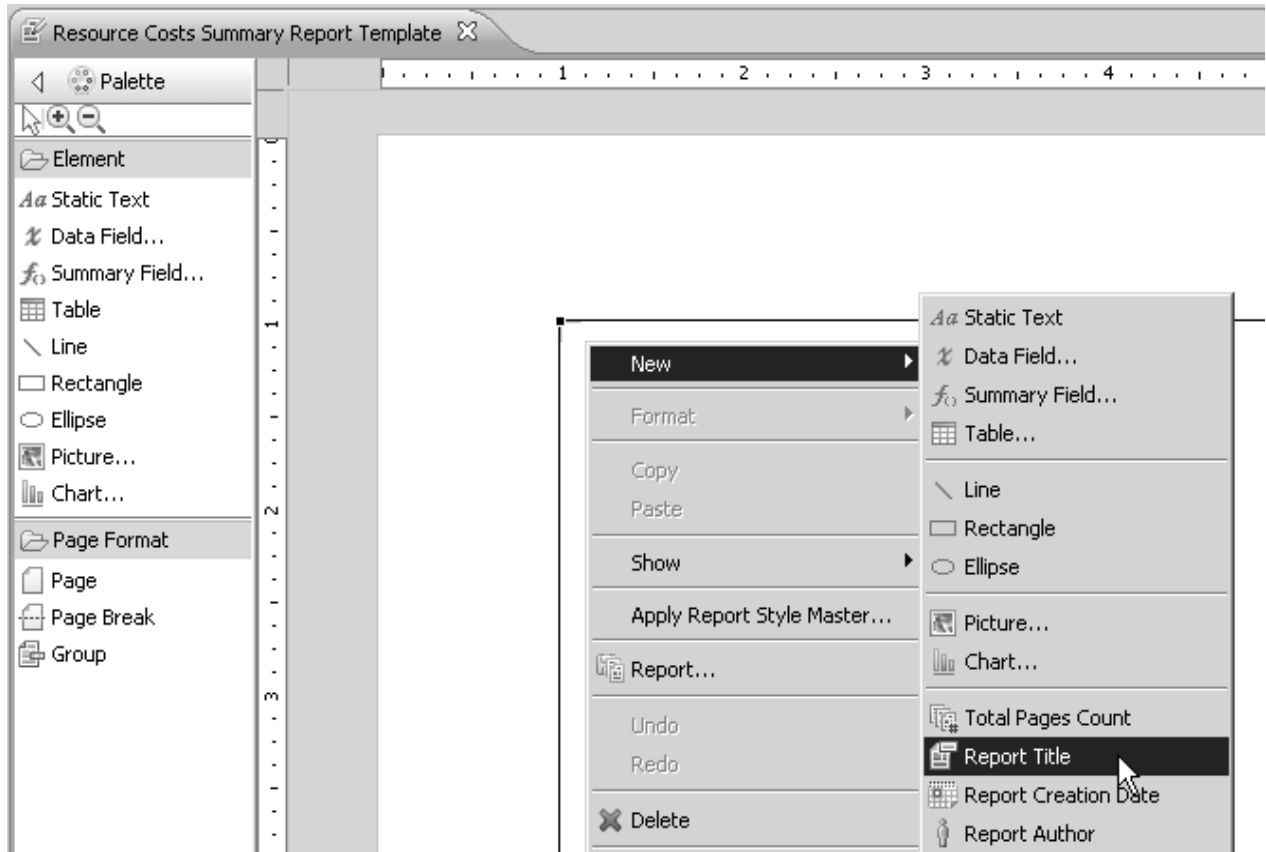 Resource Costs Summary Report Template
Palette
1 2 3 4
Element
Static Text
Data Field...
Summary Field...
Table
Line
Rectangle
Ellipse
Picture...
Chart...
Page Format
Page
Page Break
Group
0
1
2
3
New
Format
Copy
Paste
Show
Apply Report Style Master...
Report...
Undo
Redo
Delete
Aa Static Text
Data Field...
Summary Field...
Table...
Line
Rectangle
Ellipse
Picture...
Chart...
Total Pages Count
Report Title
Report Creation Date
Report Author